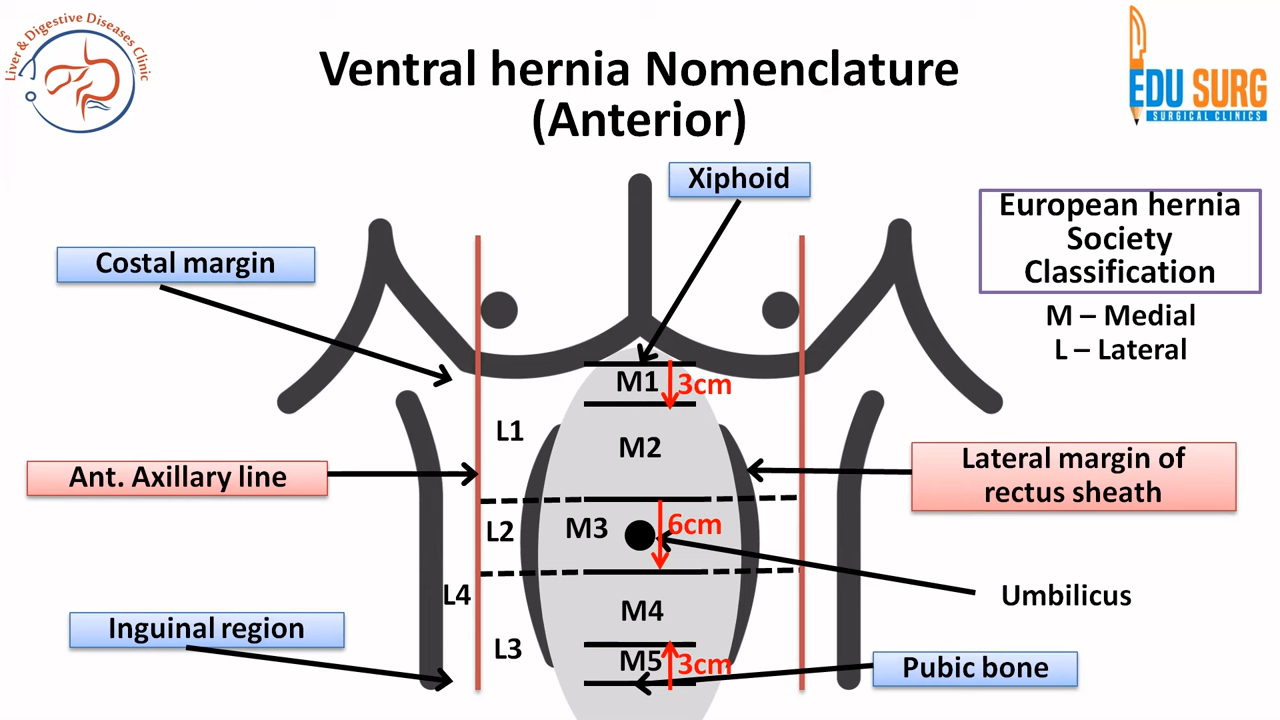 Liver & Digestive Diseases Clinic
Ventral hernia Nomenclature
(Anterior)
EDU SURG
SURGICAL CLINICS
Xiphoid
European hernia
Society
Classification
M – Medial
L – Lateral
Costal margin
M1
3cm
L1
M2
Ant. Axillary line
Lateral margin of
rectus sheath
L2
M3
6cm
L4
M4
Umbilicus
Inguinal region
L3
M5
3cm
Pubic bone